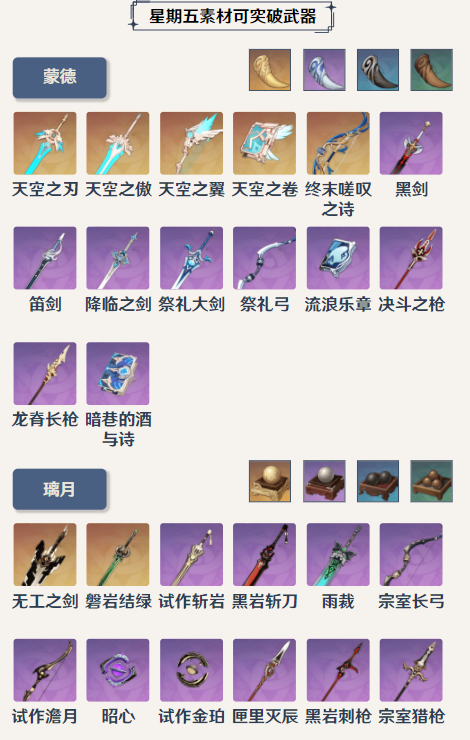 星期五素材可突破武器
蒙德
天空之刃 天空之傲 天空之翼 天空之卷 终末嗟叹之诗 黑剑
笛剑 降临之剑 祭礼大剑 祭礼弓 流浪乐章 决斗之枪
龙脊长枪 暗巷的酒与诗
璃月
无工之剑 磐岩结绿 试作斩岩 黑岩斩刀 雨裁 宗室长弓
试作澹月 昭心 试作金珀 匣里灭辰 黑岩刺枪 宗室猎枪